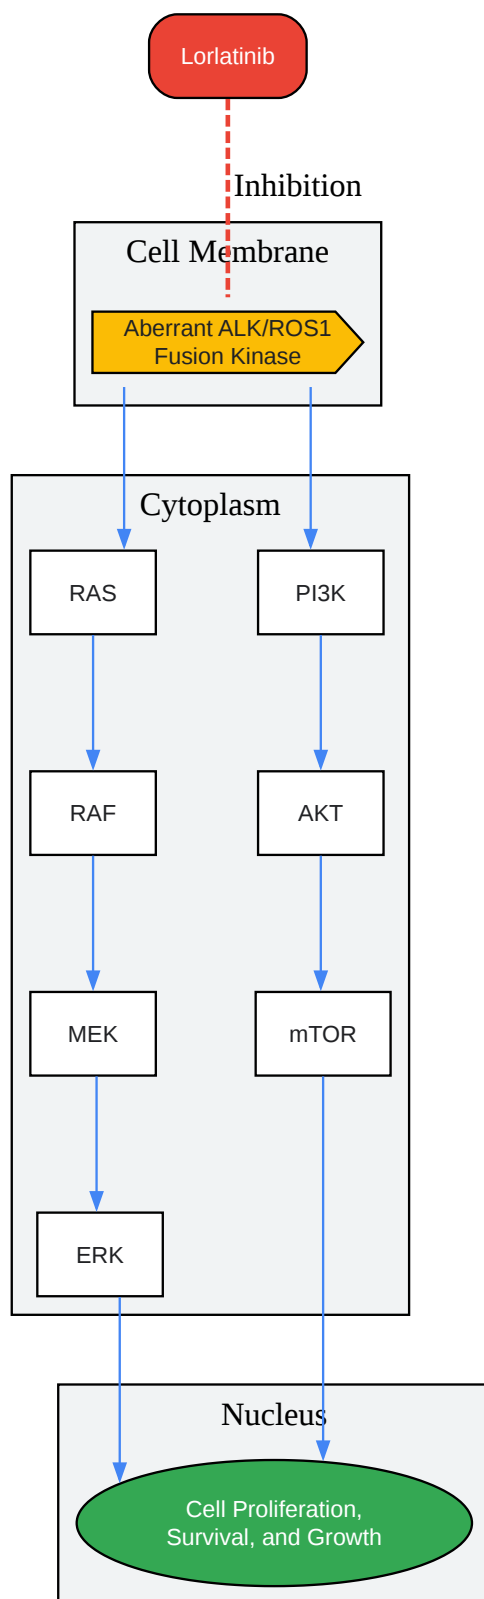 Lorlatinib
Inhibition
Cell Membrane
Aberrant ALK/ROS1
Fusion Kinase
Cytoplasm
RAS
PI3K
RAF
AKT
MEK
mTOR
ERK
Nucleus
Cell Proliferation,
Survival, and Growth